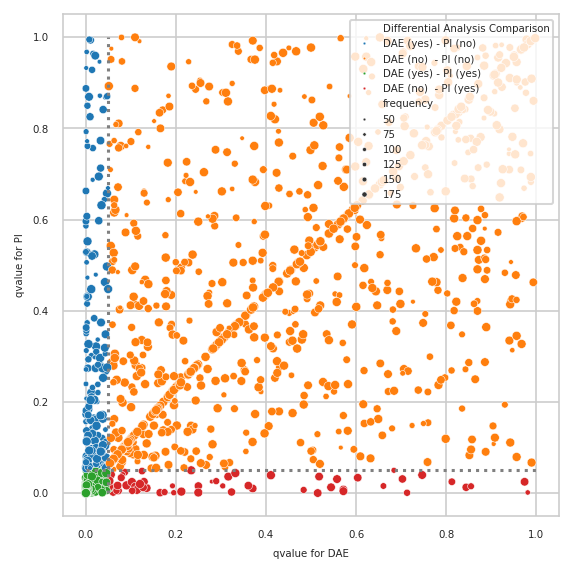 1.0
0.8
0.6
0.4
0.2
0.0
qvalue for PI
Differential Analysis Comparison
DAE (yes) - PI (no)
DAE (no)  - PI (no)
DAE (yes) - PI (yes)
DAE (no)  - PI (yes)
frequency
50
75
100
125
150
175
0.0 0.2 0.4 0.6 0.8 1.0
qvalue for DAE